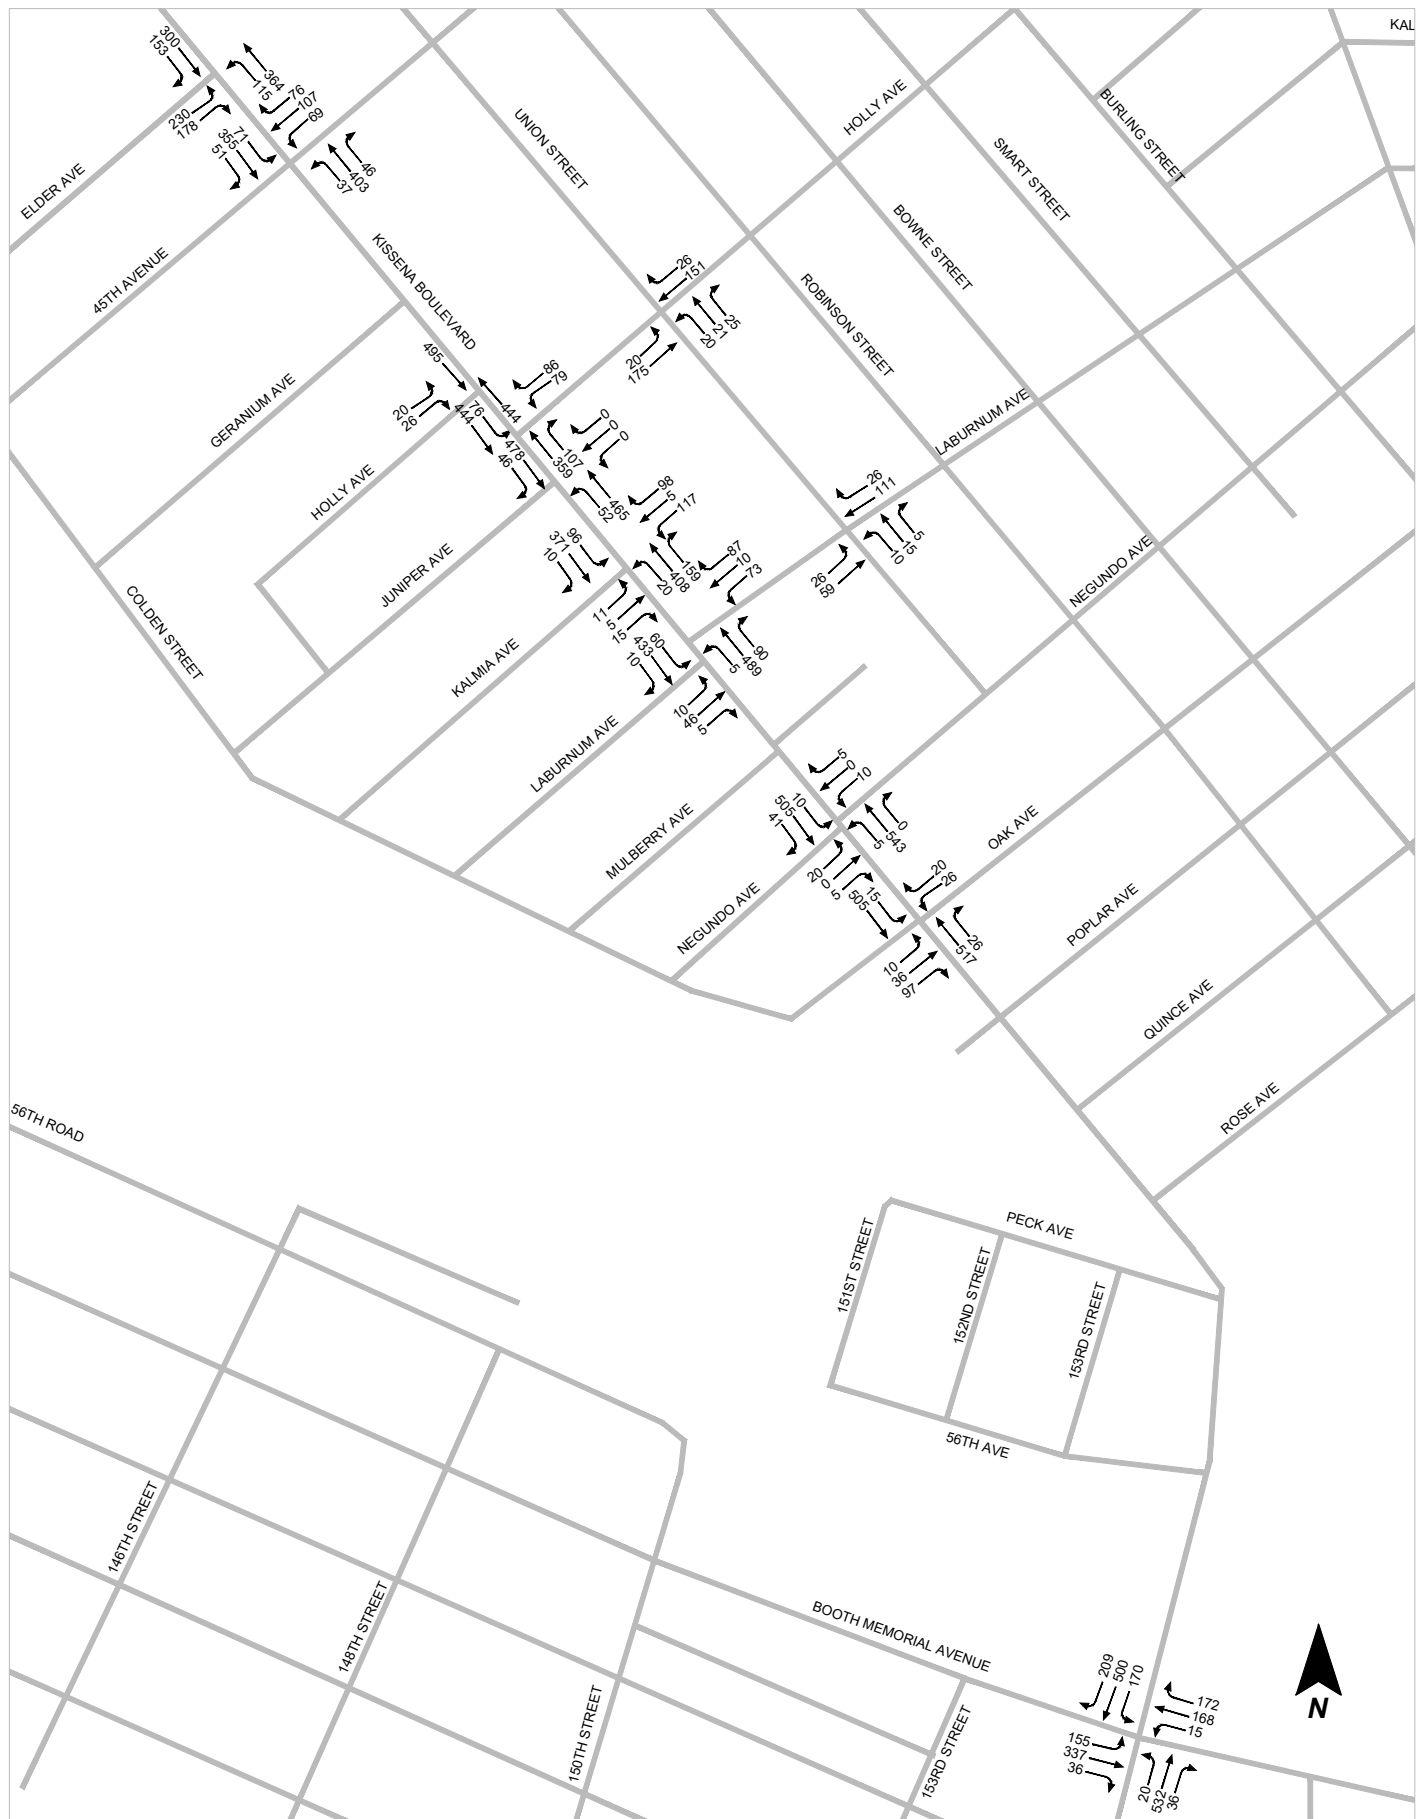 KAL
300
153
364
115
76
107
69
230
178
71
355
51
46
403
37
ELDER AVE
45TH AVENUE
UNION STREET
HOLLY AVE
BURLING STREET
SMART STREET
BOWNE STREET
ROBINSON STREET
KISSENA BOULEVARD
26
151
25
21
20
20
175
495
86
79
444
20
26
GERANIUM AVE
76
444
46
478
107
359
0
0
0
LABURNUM AVE
HOLLY AVE
465
52
98
5
117
26
111
5
15
10
26
59
JUNIPER AVE
96
371
10
159
408
20
87
10
73
NEGUNDO AVE
COLDEN STREET
11
5
15
60
433
10
90
489
5
KALMIA AVE
10
46
5
LABURNUM AVE
5
0
10
10
505
41
0
543
5
MULBERRY AVE
OAK AVE
20
0
5
15
505
20
26
NEGUNDO AVE
POPLAR AVE
26
517
10
36
97
QUINCE AVE
ROSE AVE
56TH ROAD
PECK AVE
151ST STREET
152ND STREET
153RD STREET
56TH AVE
146TH STREET
148TH STREET
150TH STREET
BOOTH MEMORIAL AVENUE
153RD STREET
209
500
170
172
168
15
155
337
36
20
532
36
N